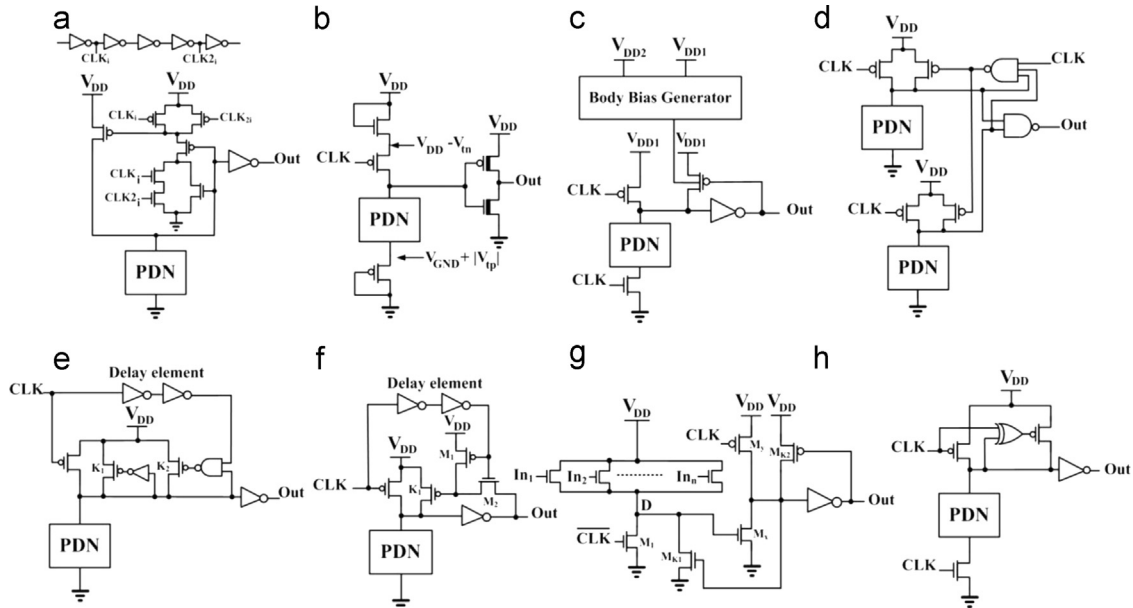 a
CLKi
CLK2i
VDD
VDD
CLKi
CLK2i
CLKi
CLK2i
Out
PDN
b
VDD
VDD -Vtn
CLK
VDD
Out
PDN
VGND+ |Vtp|
c
VDD2
VDD1
Body Bias Generator
VDD1
VDD1
CLK
Out
PDN
CLK
d
VDD
CLK
CLK
PDN
Out
VDD
CLK
PDN
e
Delay element
CLK
VDD
K1
K2
Out
PDN
f
Delay element
VDD
M1
K1
M2
CLK
Out
PDN
g
VDD
VDD
VDD
CLK
My
MK2
In1
In2
Inn
D
CLK
M1
MK1
Mx
Out
h
VDD
CLK
Out
PDN
CLK